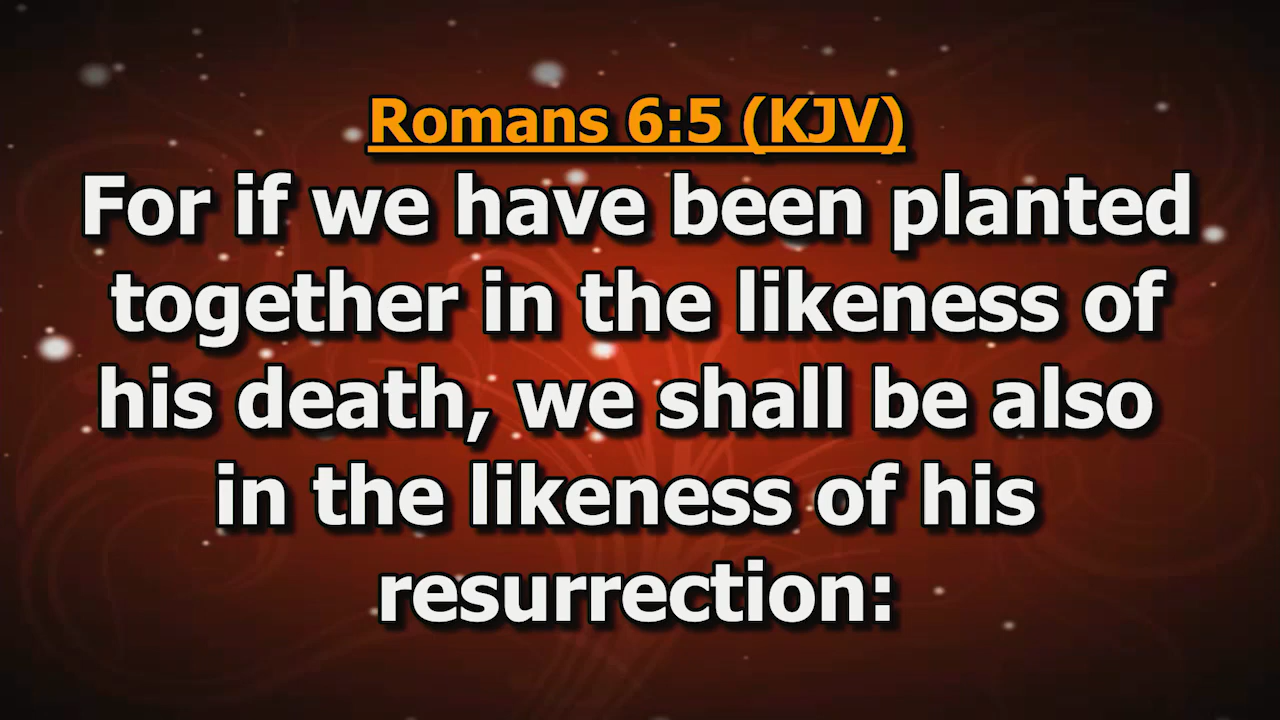 Romans 6:5 (KJV)
For if we have been planted
together in the likeness of
his death, we shall be also
in the likeness of his
resurrection: